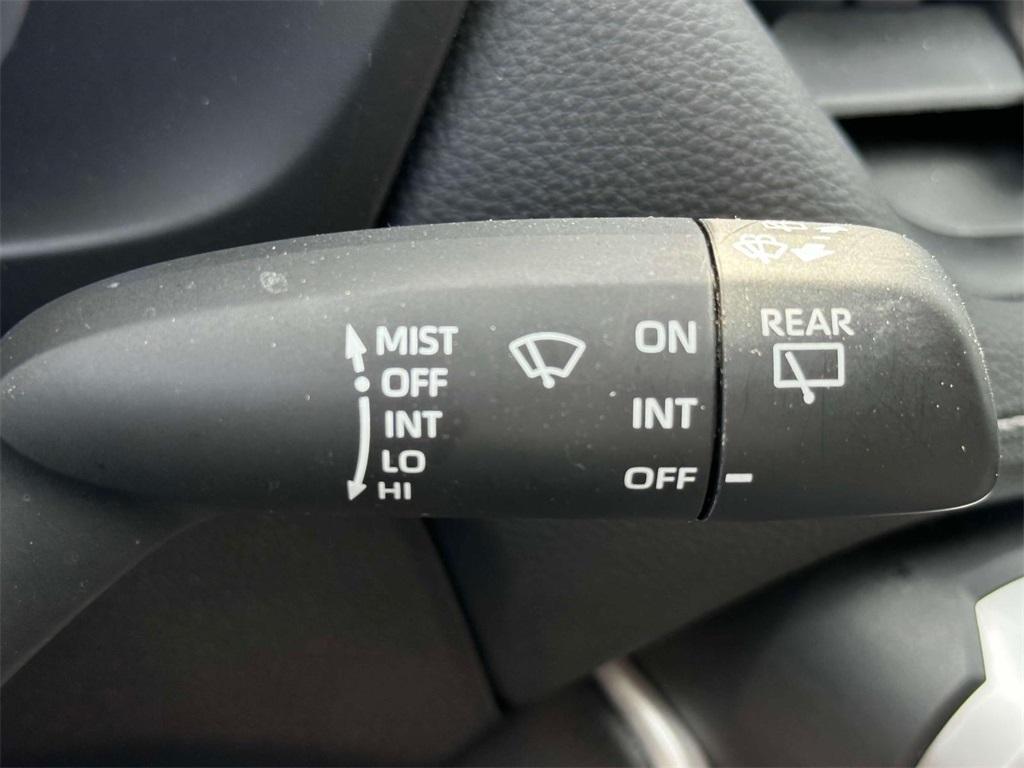 MIST
OFF
INT
LO
HI
ON
INT
OFF
REAR